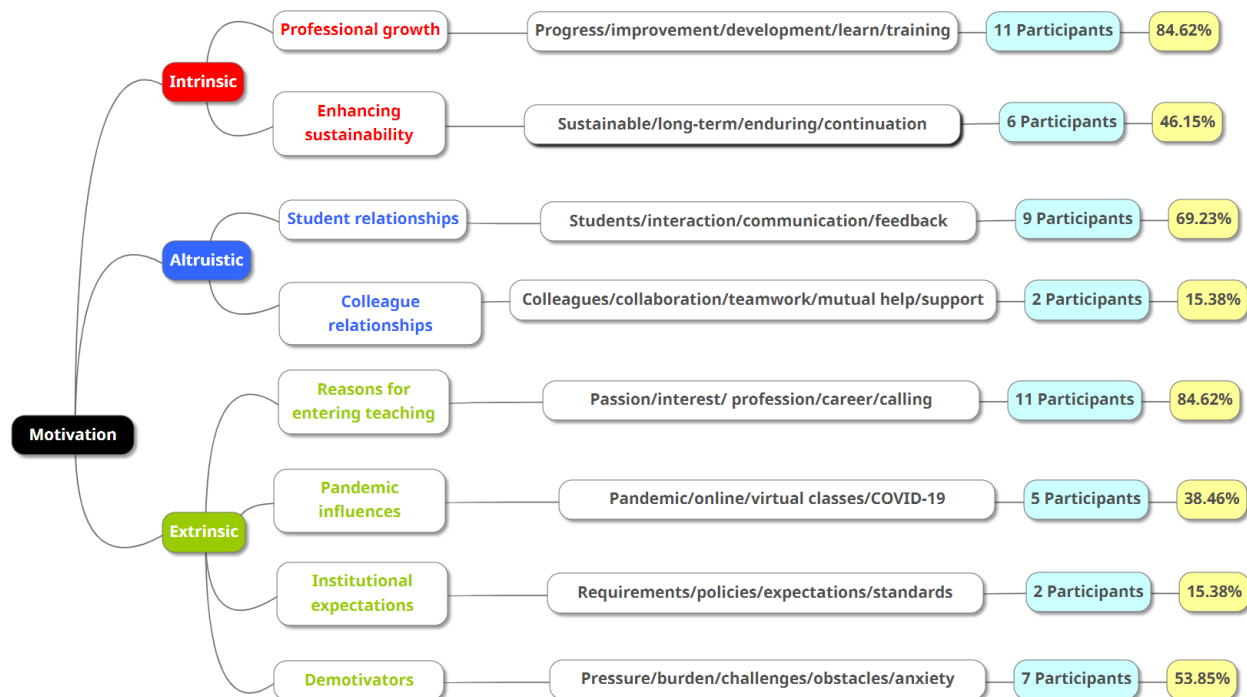 Professional growth
Progress/improvement/development/learn/training
11 Participants
84.62%
Intrinsic
Enhancing
sustainability
Sustainable/long-term/enduring/continuation
6 Participants
46.15%
Student relationships
Students/interaction/communication/feedback
9 Participants
69.23%
Altruistic
Colleague
relationships
Colleagues/collaboration/teamwork/mutual help/support
2 Participants
15.38%
Reasons for
entering teaching
Passion/interest/ profession/career/calling
11 Participants
84.62%
Motivation
Pandemic
influences
Pandemic/online/virtual classes/COVID-19
5 Participants
38.46%
Extrinsic
Institutional
expectations
Requirements/policies/expectations/standards
2 Participants
15.38%
Demotivators
Pressure/burden/challenges/obstacles/anxiety
7 Participants
53.85%